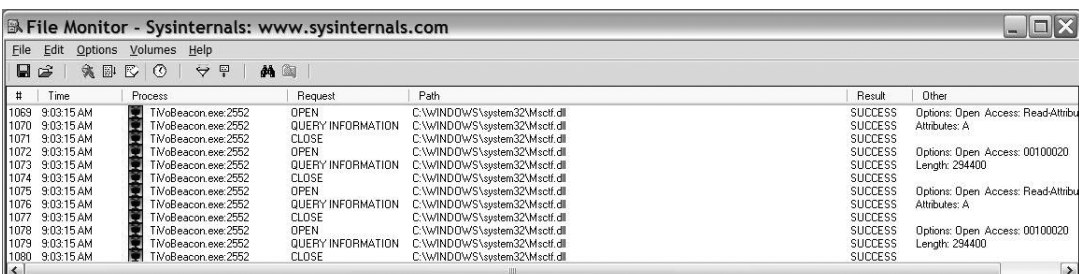 File Monitor - Sysinternals: www.sysinternals.com
File Edit Options Volumes Help
# Time Process Request Path Result Other
1069 9:03:15 AM TiVoBeacon.exe:2552 OPEN C:\WINDOWS\system32\Msctf.dll SUCCESS Options: Open Access: Read-Attribu
1070 9:03:15 AM TiVoBeacon.exe:2552 QUERY INFORMATION C:\WINDOWS\system32\Msctf.dll SUCCESS Attributes: A
1071 9:03:15 AM TiVoBeacon.exe:2552 CLOSE C:\WINDOWS\system32\Msctf.dll SUCCESS
1072 9:03:15 AM TiVoBeacon.exe:2552 OPEN C:\WINDOWS\system32\Msctf.dll SUCCESS Options: Open Access: 00100020
1073 9:03:15 AM TiVoBeacon.exe:2552 QUERY INFORMATION C:\WINDOWS\system32\Msctf.dll SUCCESS Length: 294400
1074 9:03:15 AM TiVoBeacon.exe:2552 CLOSE C:\WINDOWS\system32\Msctf.dll SUCCESS
1075 9:03:15 AM TiVoBeacon.exe:2552 OPEN C:\WINDOWS\system32\Msctf.dll SUCCESS Options: Open Access: Read-Attribu
1076 9:03:15 AM TiVoBeacon.exe:2552 QUERY INFORMATION C:\WINDOWS\system32\Msctf.dll SUCCESS Attributes: A
1077 9:03:15 AM TiVoBeacon.exe:2552 CLOSE C:\WINDOWS\system32\Msctf.dll SUCCESS
1078 9:03:15 AM TiVoBeacon.exe:2552 OPEN C:\WINDOWS\system32\Msctf.dll SUCCESS Options: Open Access: 00100020
1079 9:03:15 AM TiVoBeacon.exe:2552 QUERY INFORMATION C:\WINDOWS\system32\Msctf.dll SUCCESS Length: 294400
1080 9:03:15 AM TiVoBeacon.exe:2552 CLOSE C:\WINDOWS\system32\Msctf.dll SUCCESS